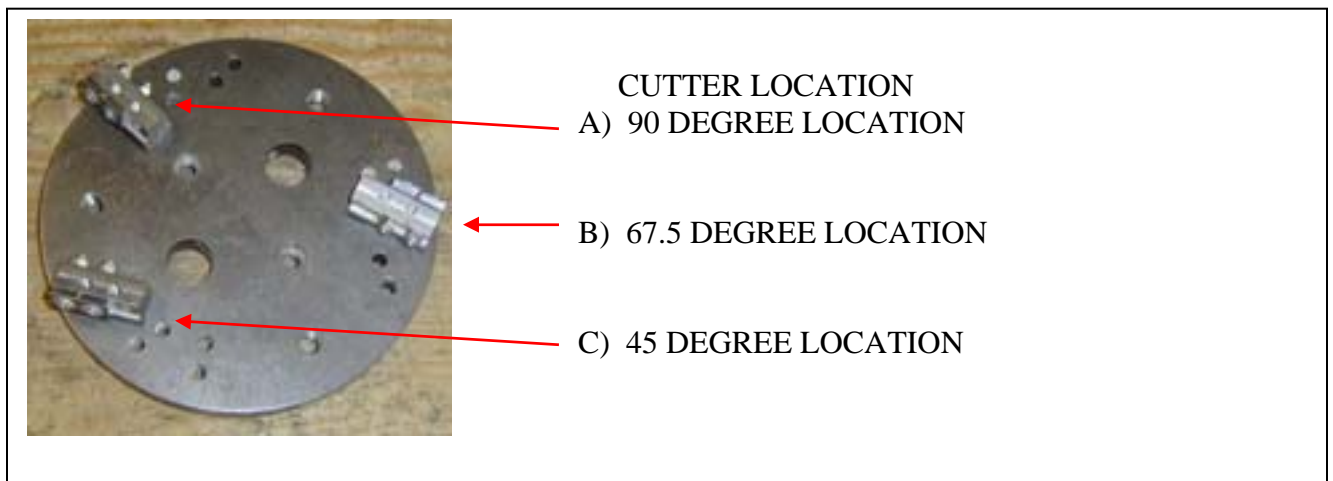 CUTTER LOCATION
A) 90 DEGREE LOCATION
B) 67.5 DEGREE LOCATION
C) 45 DEGREE LOCATION